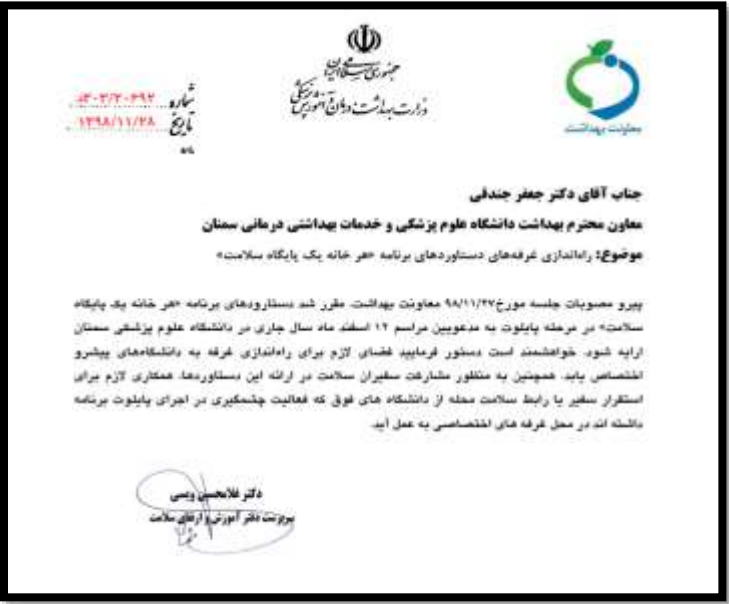 جمهوری اسلامی ایران
وزارت بهداشت، درمان و آموزش پزشکی
شماره
تاریخ ۱۳۹۸/۱۱/۲۸
معاونت بهداشت
جناب آقای دکتر جعفر جندقی
معاون محترم بهداشت دانشگاه علوم پزشکی و خدمات بهداشتی درمانی سمنان
موضوع: راه‌اندازی غرفه‌های دستاوردهای برنامه «هر خانه یک پایگاه سلامت»
پیرو مصوبات جلسه مورخ ۹۸/۱۱/۲۷ معاونت بهداشت، مقرر شد دستاروردهای برنامه «هر خانه یک پایگاه
سلامت» در مرحله پایلوت به مدعوین مراسم ۱۲ اسفند ماه سال جاری در دانشگاه علوم پزشکی سمنان
ارایه شود. خواهشمند است دستور فرمایید فضای لازم برای راه‌اندازی غرفه به دانشگاه‌های پیشرو
اختصاص یابد. همچنین به منظور مشارکت سفیران سلامت در ارائه این دستاوردها، همکاری لازم برای
استقرار سفیر یا رابط سلامت محله از دانشگاه های فوق که فعالیت چشمگیری در اجرای پایلوت برنامه
داشته اند در محل غرفه های اختصاصی به عمل آید.
دکتر غلامحسین ویسی
سرپرست دفتر آموزش و ارتقای سلامت